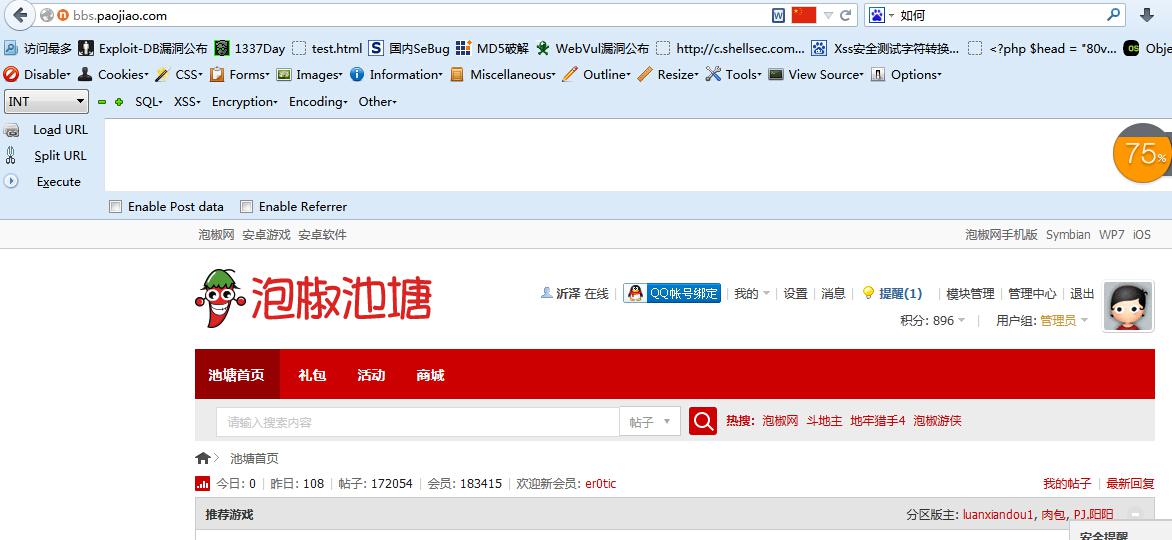 bbs.paojiao.com W 如何
访问最多 Exploit-DB漏洞公布 1337Day test.html S 国内SeBug MD5破解 WebVul漏洞公布 http://c.shellsec.com... Xss安全测试字符转换... <?php $head = "80v... Obje
Disable Cookies CSS Forms Images Information Miscellaneous Outline Resize Tools View Source Options
INT SQL XSS Encryption Encoding Other
Load URL
Split URL
Execute
75%
Enable Post data Enable Referrer
泡椒网 安卓游戏 安卓软件 泡椒网手机版 Symbian WP7 iOS
泡椒池塘
沂泽 在线 QQ帐号绑定 我的 设置 消息 提醒(1) 模块管理 管理中心 退出
积分: 896 用户组: 管理员
池塘首页 礼包 活动 商城
请输入搜索内容 帖子 热搜: 泡椒网 斗地主 地牢猎手4 泡椒游侠
池塘首页
今日: 0 昨日: 108 帖子: 172054 会员: 183415 欢迎新会员: er0tic 我的帖子 最新回复
推荐游戏 分区版主: luanxiandou1, 肉包, PJ.阳阳
安全提醒